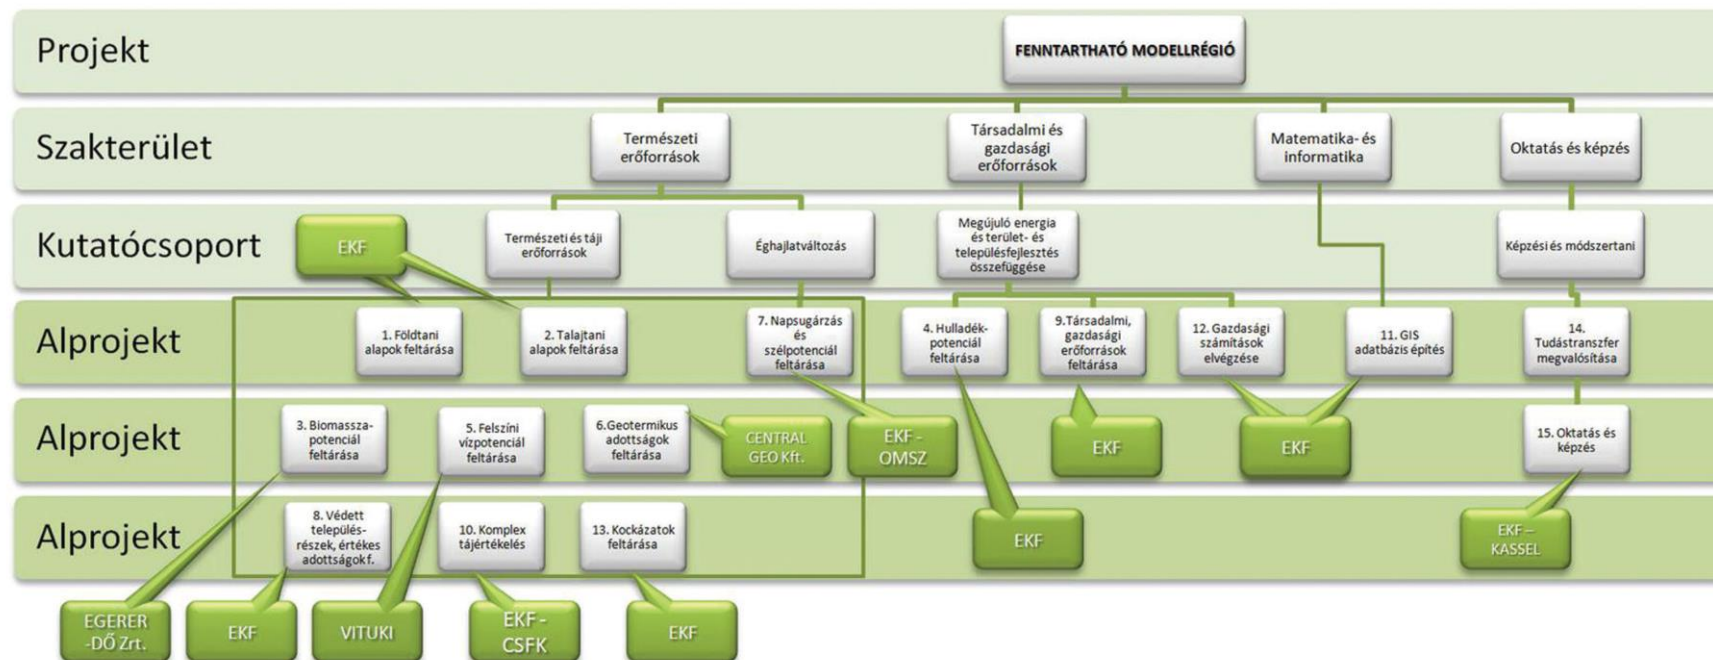 Projekt
FENNTARTHATÓ MODELLRÉGIÓ
Szakterület
Természeti
erőforrások
Társadalmi és
gazdasági
erőforrások
Matematika- és
informatika
Oktatás és képzés
Kutatócsoport
EKF
Természeti és táji
erőforrások
Éghajlatváltozás
Megújuló energia
és terület- és
településfejlesztés
összefüggése
Képzési és módszertani
Alprojekt
1. Földtani
alapok feltárása
2. Talajtani
alapok feltárása
7. Napsugárzás
és
szélpotenciál
feltárása
4. Hulladék-
potenciál
feltárása
9.Társadalmi,
gazdasági
erőforrások
feltárása
12. Gazdasági
számítások
elvégzése
11. GIS
adatbázis építés
14.
Tudástranszfer
megvalósítása
Alprojekt
3. Biomassza-
potenciál
feltárása
5. Felszíni
vízpotenciál
feltárása
6.Geotermikus
adottságok
feltárása
CENTRAL
GEO Kft.
EKF -
OMSZ
EKF
EKF
15. Oktatás és
képzés
Alprojekt
8. Védett
település-
részek, értékes
adottságok f.
10. Komplex
tájértékelés
13. Kockázatok
feltárása
EKF
EKF –
KASSEL
EGERER
-DŐ Zrt.
EKF
VITUKI
EKF -
CSFK
EKF